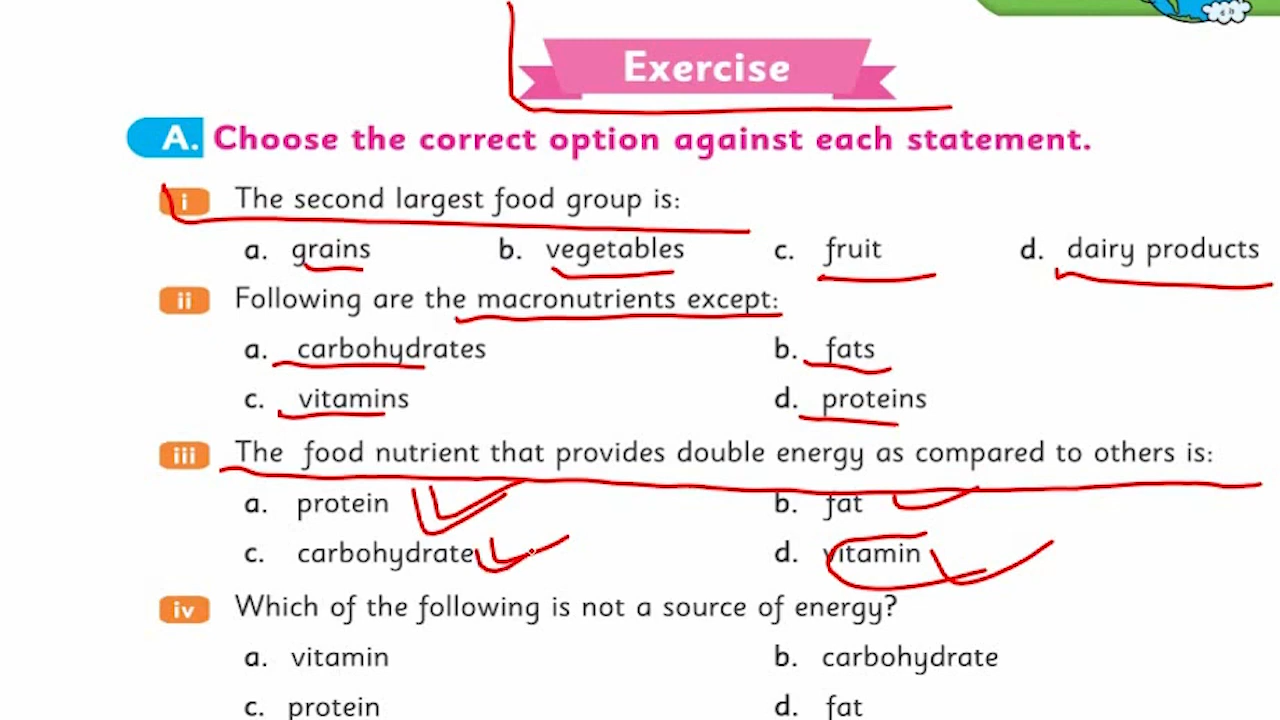 Exercise
A. Choose the correct option against each statement.
i The second largest food group is:
a. grains b. vegetables c. fruit d. dairy products
ii Following are the macronutrients except:
a. carbohydrates b. fats
c. vitamins d. proteins
iii The food nutrient that provides double energy as compared to others is:
a. protein b. fat
c. carbohydrate d. vitamin
iv Which of the following is not a source of energy?
a. vitamin b. carbohydrate
c. protein d. fat